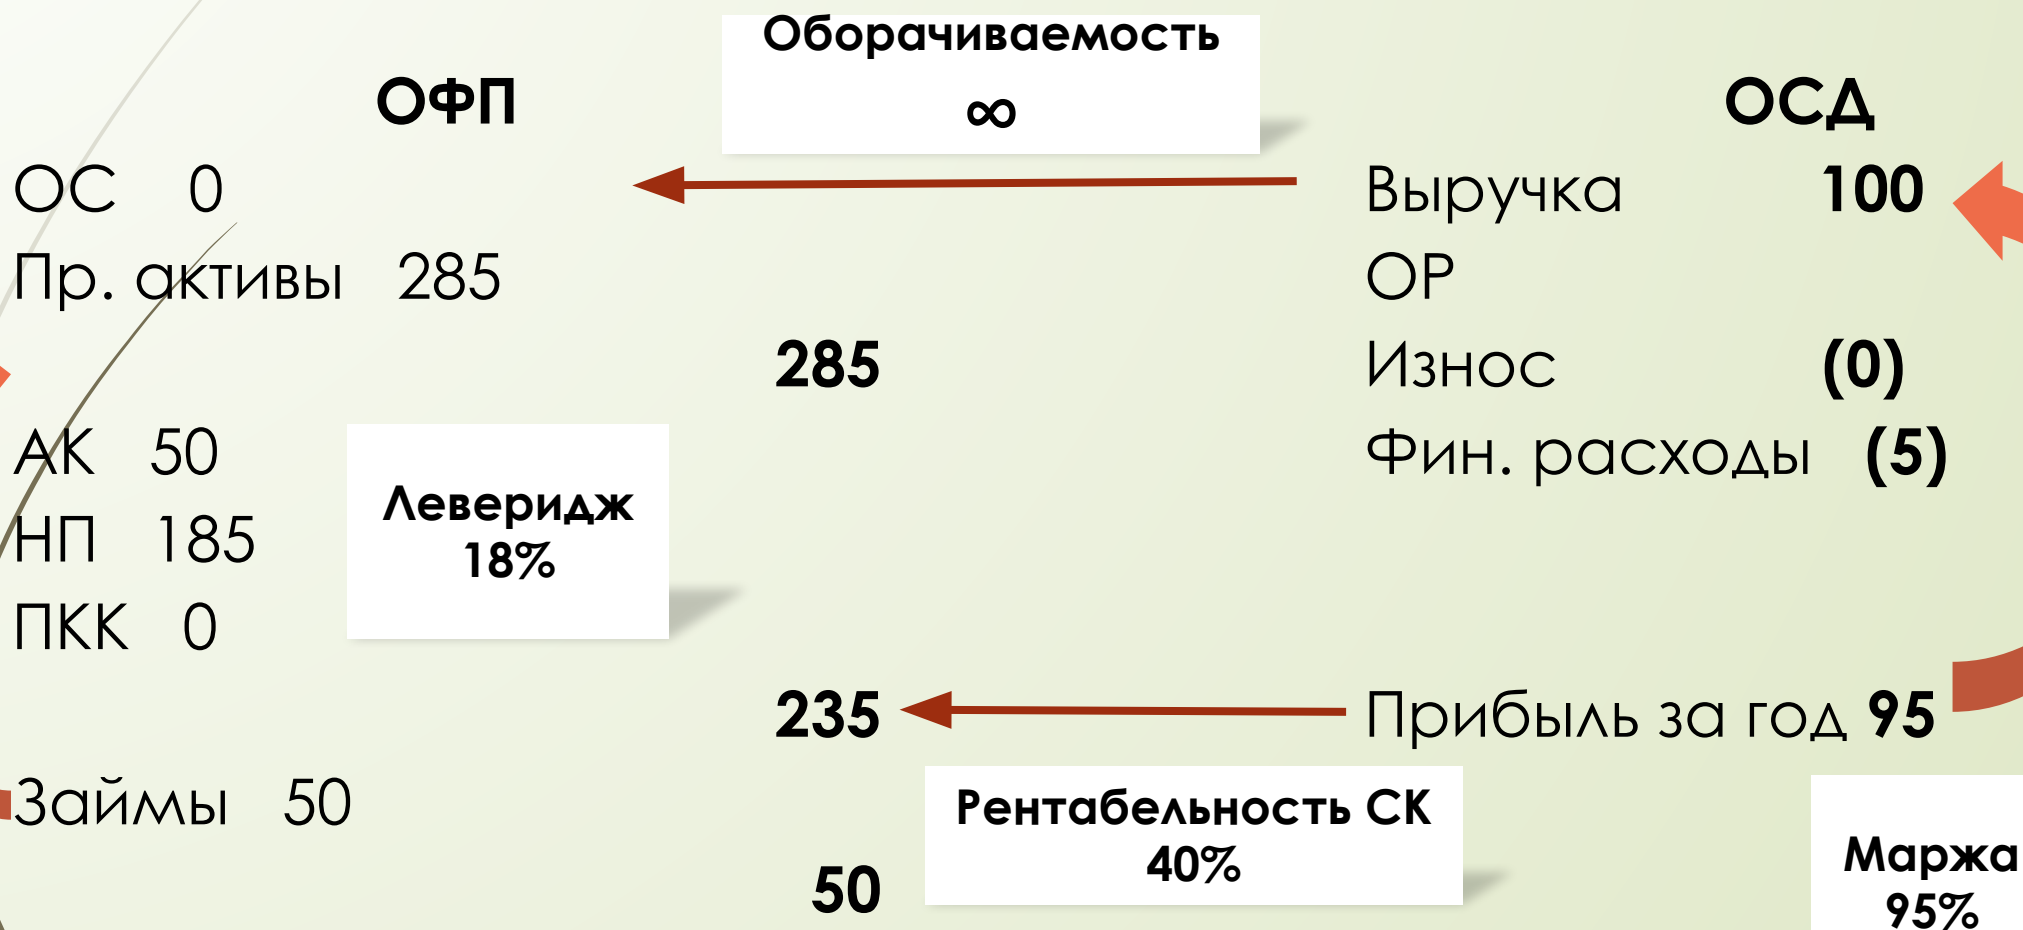 Оборачиваемость
∞
ОФП
ОСД
ОС 0
Выручка 100
Пр. активы 285
ОР
285
Износ (0)
АК 50
Фин. расходы (5)
Леверидж
18%
НП 185
ПКК 0
235
Прибыль за год 95
Займы 50
Рентабельность СК
40%
50
Маржа
95%